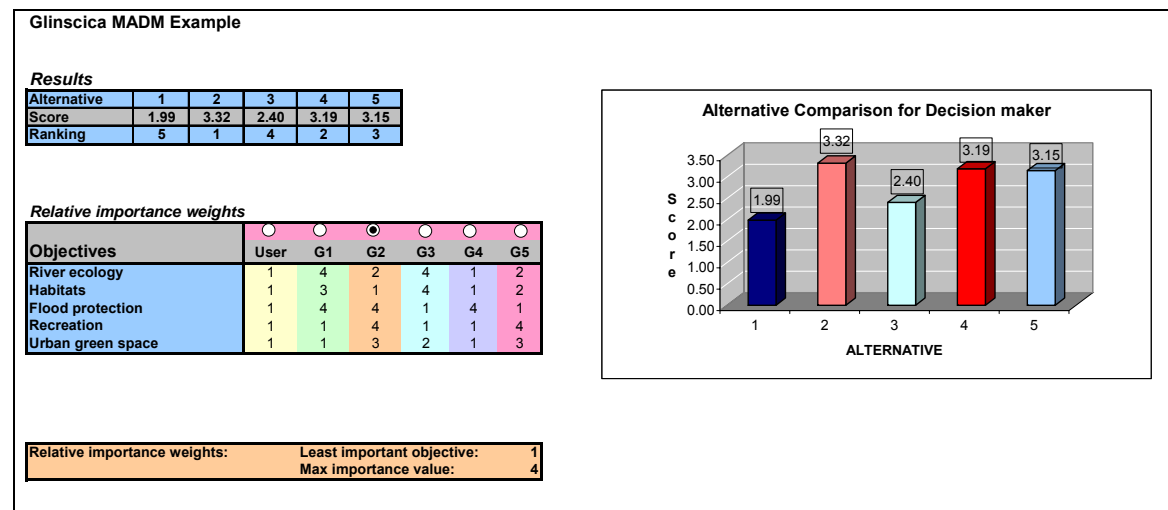 Glinscica MADM Example
Results
Alternative 1 2 3 4 5
Score 1.99 3.32 2.40 3.19 3.15
Ranking 5 1 4 2 3
Relative importance weights
Objectives User G1 G2 G3 G4 G5
River ecology 1 4 2 4 1 2
Habitats 1 3 1 4 1 2
Flood protection 1 4 4 1 4 1
Recreation 1 1 4 1 1 4
Urban green space 1 1 3 2 1 3
Relative importance weights: Least important objective: 1
Max importance value: 4
Alternative Comparison for Decision maker
3.50
3.00
2.50
2.00
1.50
1.00
0.50
0.00
Score
1.99
3.32
2.40
3.19
3.15
1 2 3 4 5
ALTERNATIVE